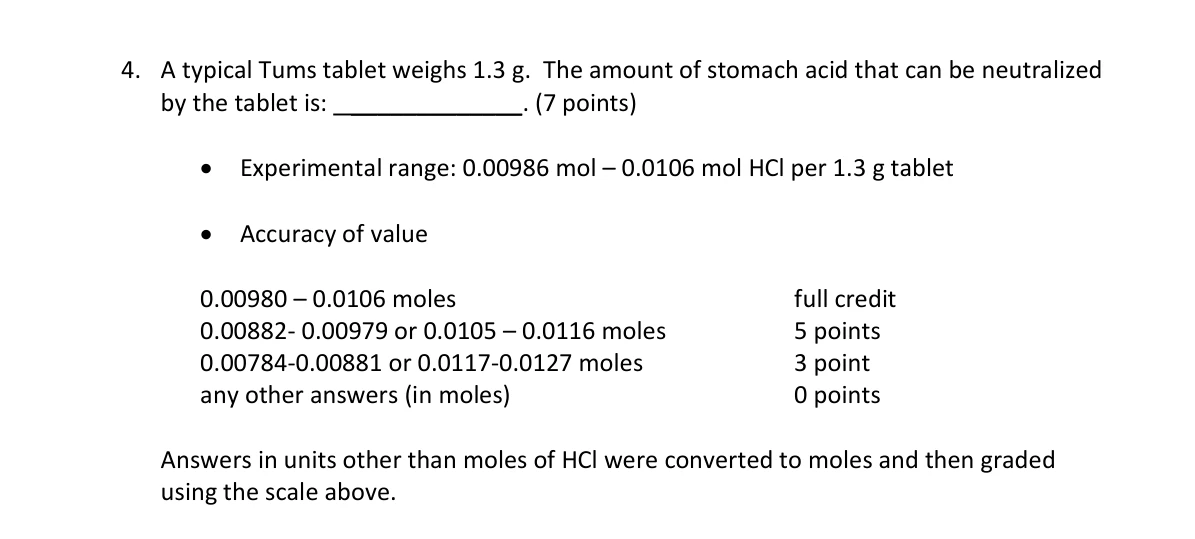 4. A typical Tums tablet weighs 1.3 g. The amount of stomach acid that can be neutralized
by the tablet is: _______________. (7 points)
• Experimental range: 0.00986 mol – 0.0106 mol HCl per 1.3 g tablet
• Accuracy of value
0.00980 – 0.0106 moles full credit
0.00882- 0.00979 or 0.0105 – 0.0116 moles 5 points
0.00784-0.00881 or 0.0117-0.0127 moles 3 point
any other answers (in moles) 0 points
Answers in units other than moles of HCl were converted to moles and then graded
using the scale above.